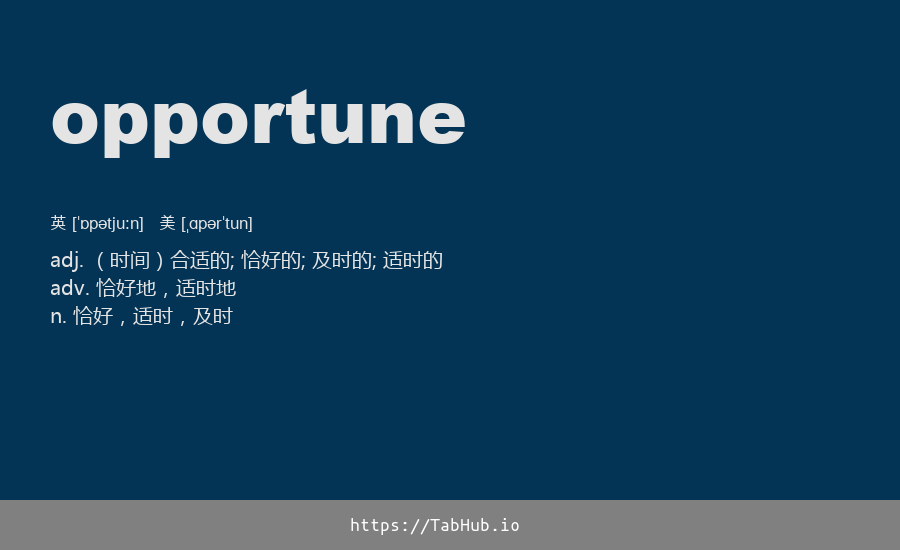 opportune
英 [ˈɒpətjuːn] 美 [ˌɑpərˈtun]
adj. （时间）合适的; 恰好的; 及时的; 适时的
adv. 恰好地，适时地
n. 恰好，适时，及时
https://TabHub.io